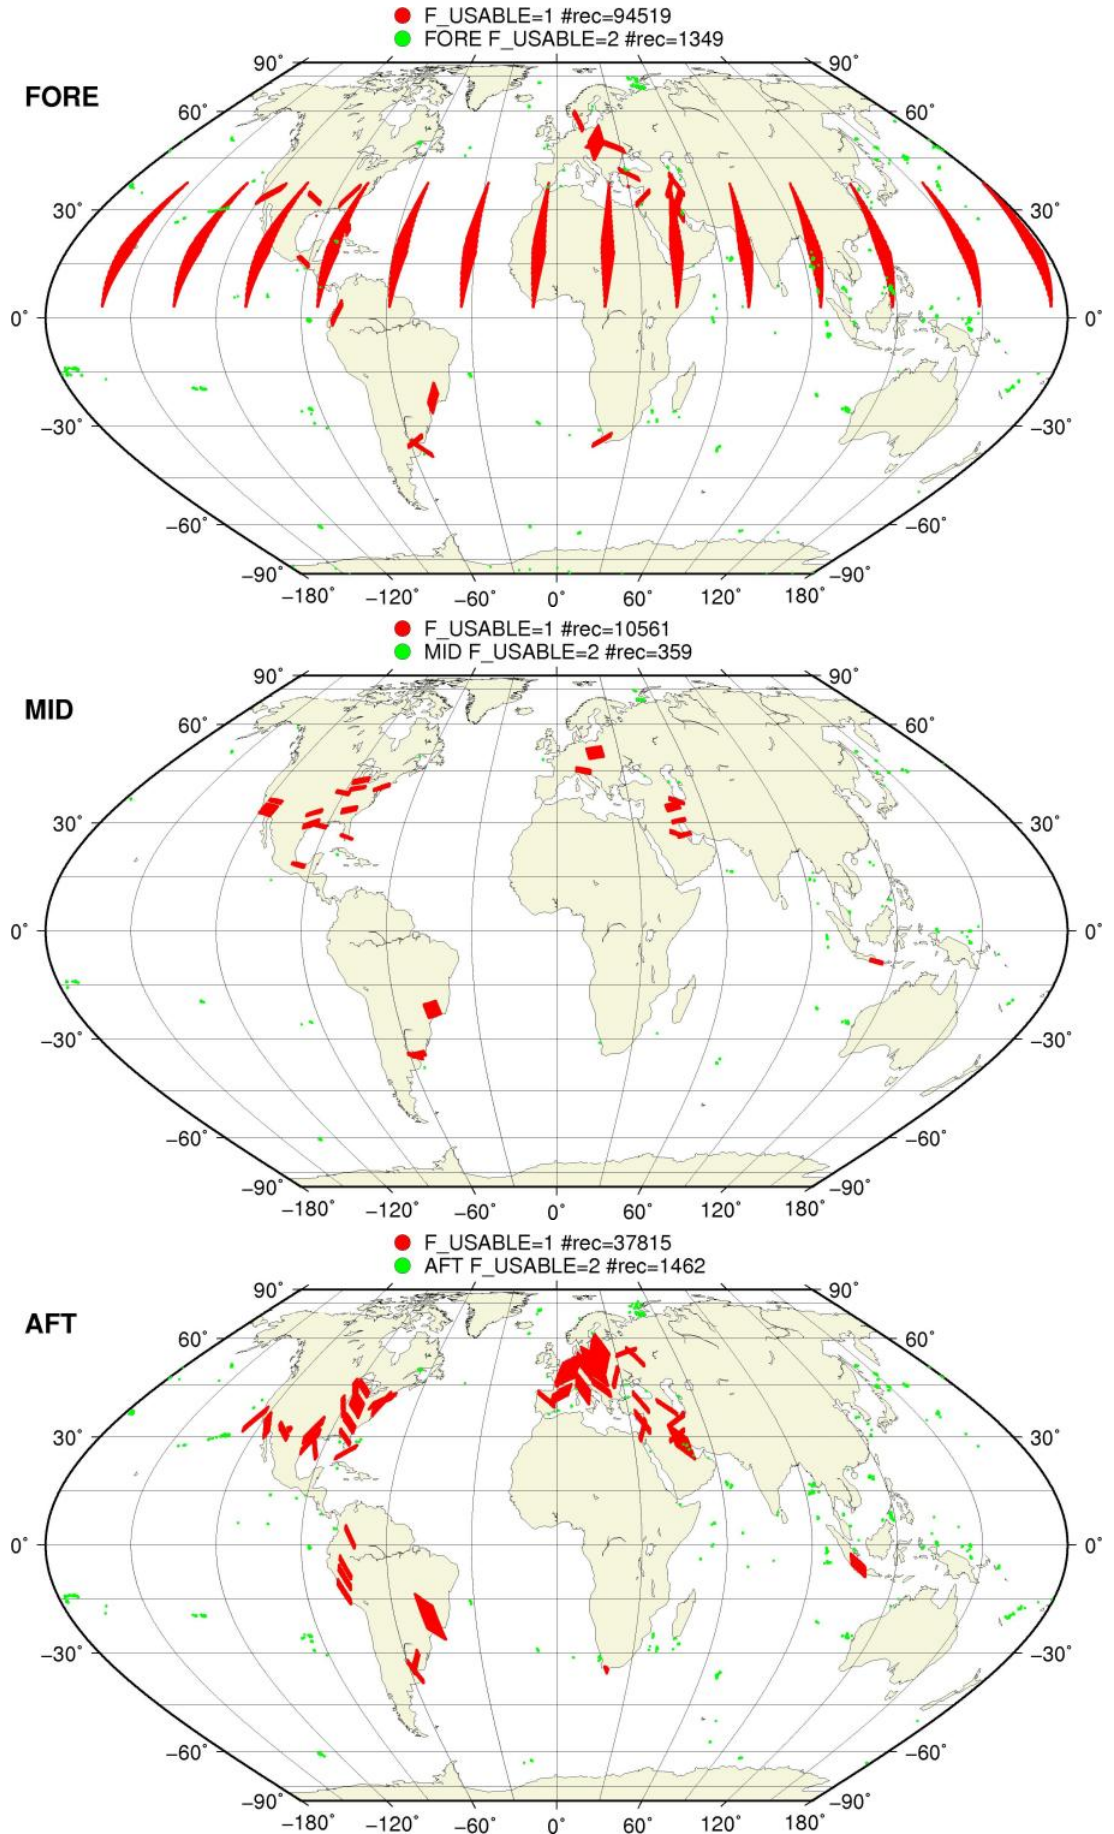 F_USABLE=1 #rec=94519
FORE F_USABLE=2 #rec=1349
FORE
90° 90°
60° 60°
30° 30°
0° 0°
−30° −30°
−60° −60°
−90° −90°
−180° −120° −60° 0° 60° 120° 180°
F_USABLE=1 #rec=10561
MID F_USABLE=2 #rec=359
MID
90° 90°
60° 60°
30° 30°
0° 0°
−30° −30°
−60° −60°
−90° −90°
−180° −120° −60° 0° 60° 120° 180°
F_USABLE=1 #rec=37815
AFT F_USABLE=2 #rec=1462
AFT
90° 90°
60° 60°
30° 30°
0° 0°
−30° −30°
−60° −60°
−90° −90°
−180° −120° −60° 0° 60° 120° 180°